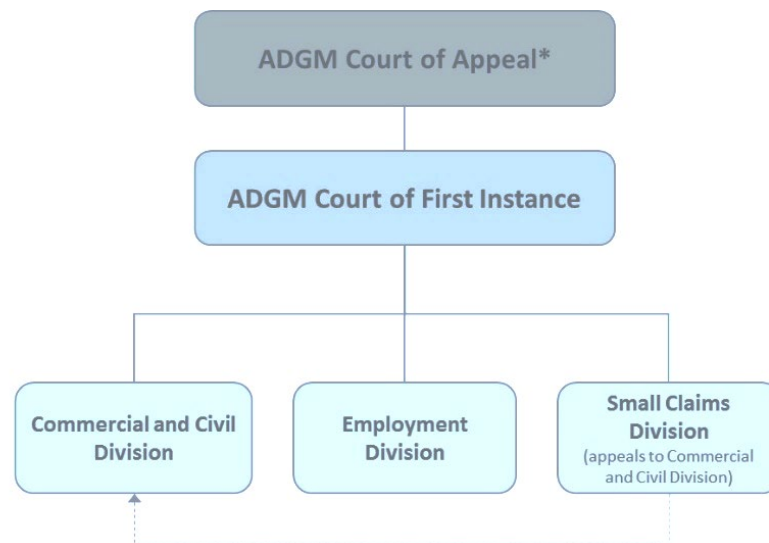 ADGM Court of Appeal*
ADGM Court of First Instance
Commercial and Civil
Division
Employment
Division
Small Claims
Division
(appeals to Commercial
and Civil Division)